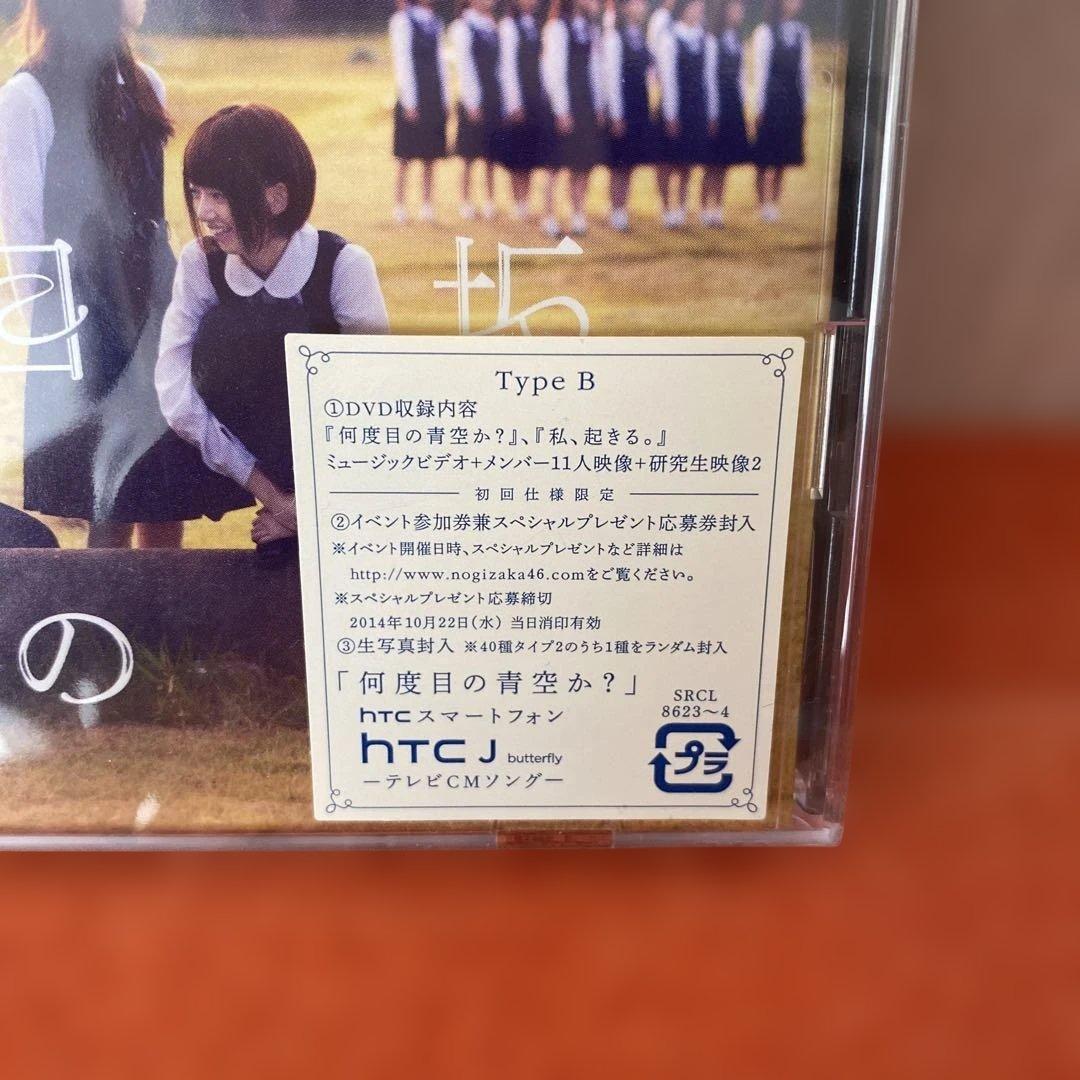 の
Type B
①DVD収録内容
『何度目の青空か?』、『私、起きる。』
ミュージックビデオ+メンバー11人映像+研究生映像2
初回仕様限定
②イベント参加券兼スペシャルプレゼント応募券封入
※イベント開催日時、スペシャルプレゼントなど詳細は
http://www.nogizaka46.comをご覧ください。
※スペシャルプレゼント応募締切
2014年10月22日(水) 当日消印有効
③生写真封入 ※40種タイプ2のうち1種をランダム封入
「何度目の青空か?」
hTC スマートフォン
hTC J butterfly
ーテレビCMソングー
SRCL
8623〜4
プラ